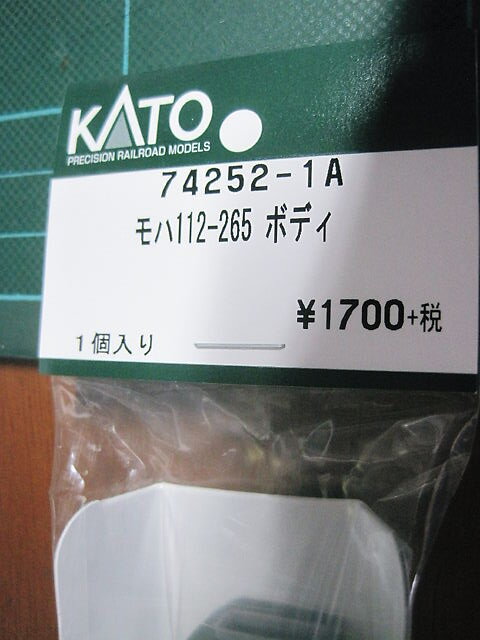 KATO
PRECISION RAILROAD MODELS
74252-1A
モハ112-265 ボディ
¥1700+税
1個入り